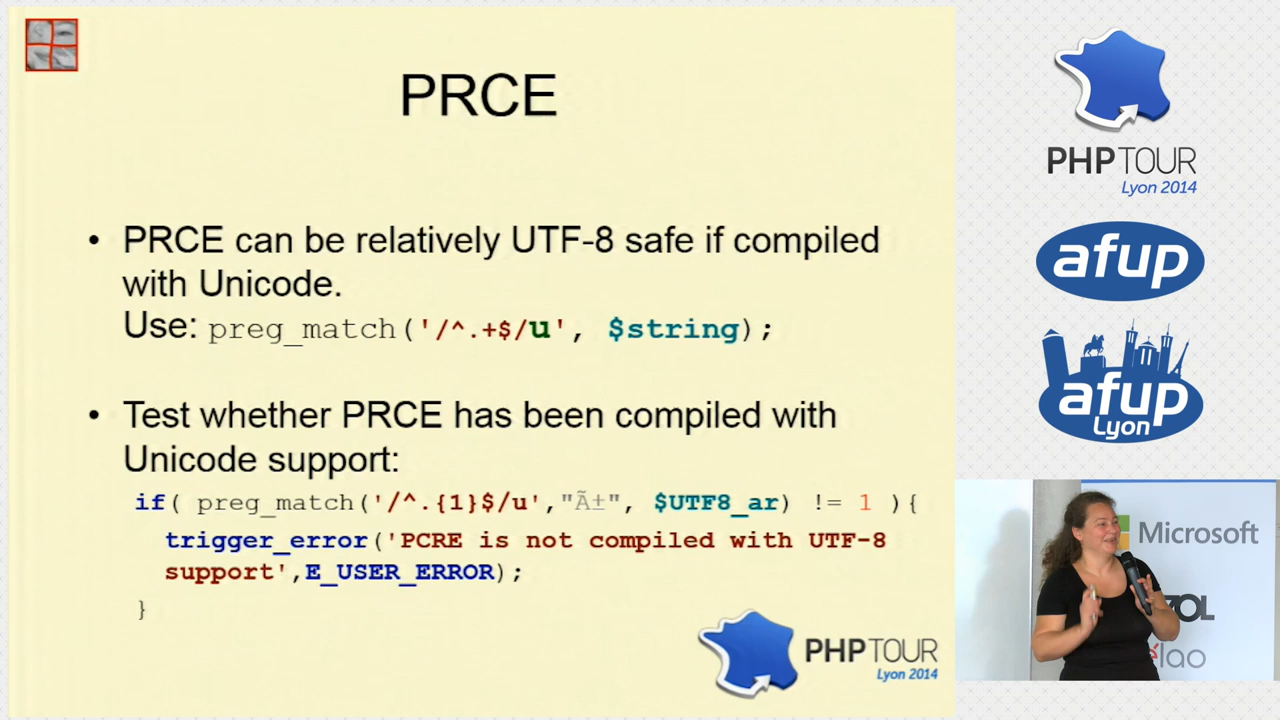 PRCE
• PRCE can be relatively UTF-8 safe if compiled
with Unicode.
Use: preg_match('/^.+$/u', $string);
• Test whether PRCE has been compiled with
Unicode support:
if( preg_match('/^.{1}$/u',"Ã±", $UTF8_ar) != 1 ){
trigger_error('PCRE is not compiled with UTF-8
support',E_USER_ERROR);
}
PHPTOUR
Lyon 2014
PHPTOUR
Lyon 2014
afup
afup
Lyon
Microsoft